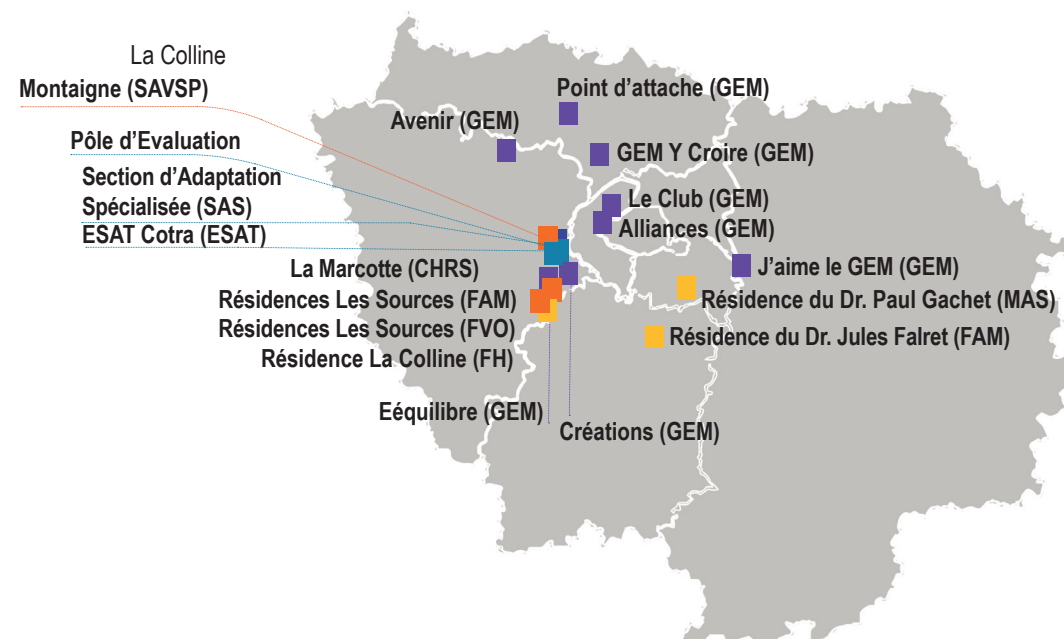 La Colline
Montaigne (SAVSP)
Pôle d'Evaluation
Section d'Adaptation
Spécialisée (SAS)
ESAT Cotra (ESAT)
La Marcotte (CHRS)
Résidences Les Sources (FAM)
Résidences Les Sources (FVO)
Résidence La Colline (FH)
Eéquilibre (GEM)
Créations (GEM)
Avenir (GEM)
Point d'attache (GEM)
GEM Y Croire (GEM)
Le Club (GEM)
Alliances (GEM)
J'aime le GEM (GEM)
Résidence du Dr. Paul Gachet (MAS)
Résidence du Dr. Jules Falret (FAM)